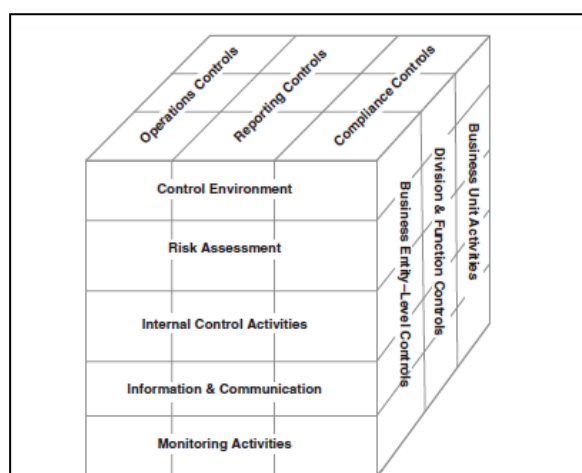 Operations Controls
Reporting Controls
Compliance Controls
Control Environment
Risk Assessment
Internal Control Activities
Information & Communication
Monitoring Activities
Business Entity–Level Controls
Division & Function Controls
Business Unit Activities